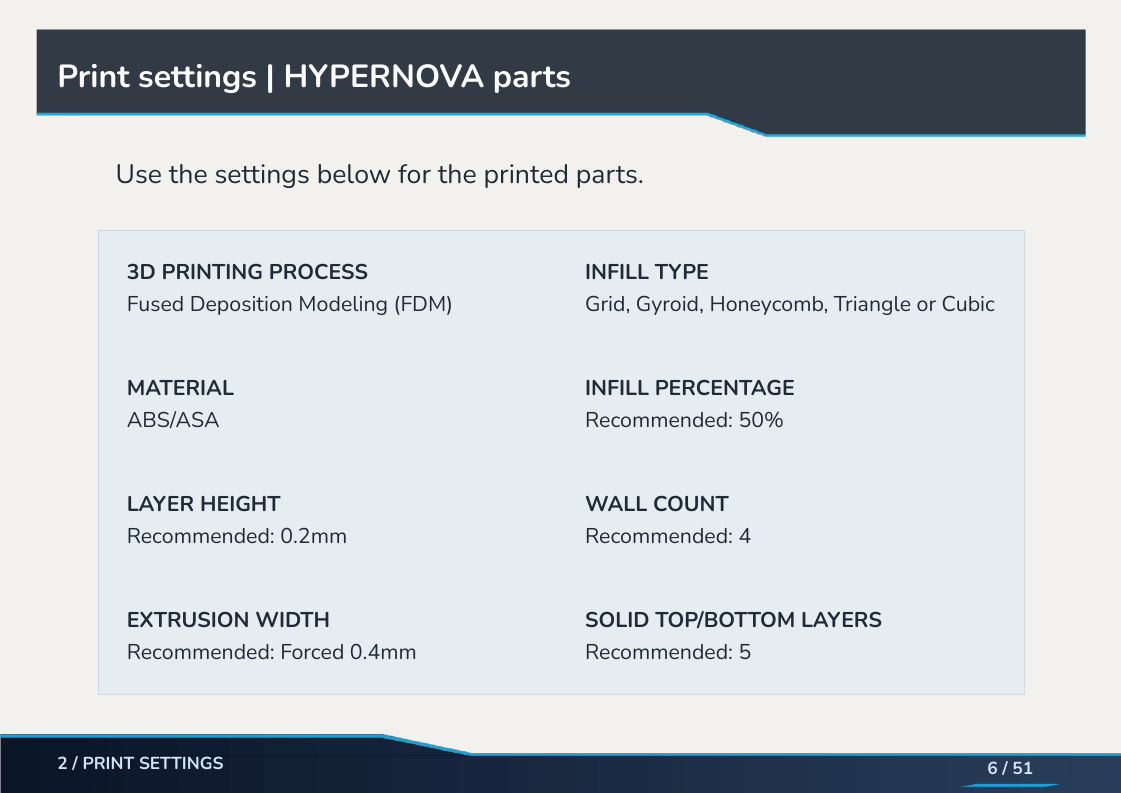 Print settings | HYPERNOVA parts
Use the settings below for the printed parts.
3D PRINTING PROCESS
Fused Deposition Modeling (FDM)
MATERIAL
ABS/ASA
LAYER HEIGHT
Recommended: 0.2mm
EXTRUSION WIDTH
Recommended: Forced 0.4mm
INFILL TYPE
Grid, Gyroid, Honeycomb, Triangle or Cubic
INFILL PERCENTAGE
Recommended: 50%
WALL COUNT
Recommended: 4
SOLID TOP/BOTTOM LAYERS
Recommended: 5
2 / PRINT SETTINGS
6 / 51